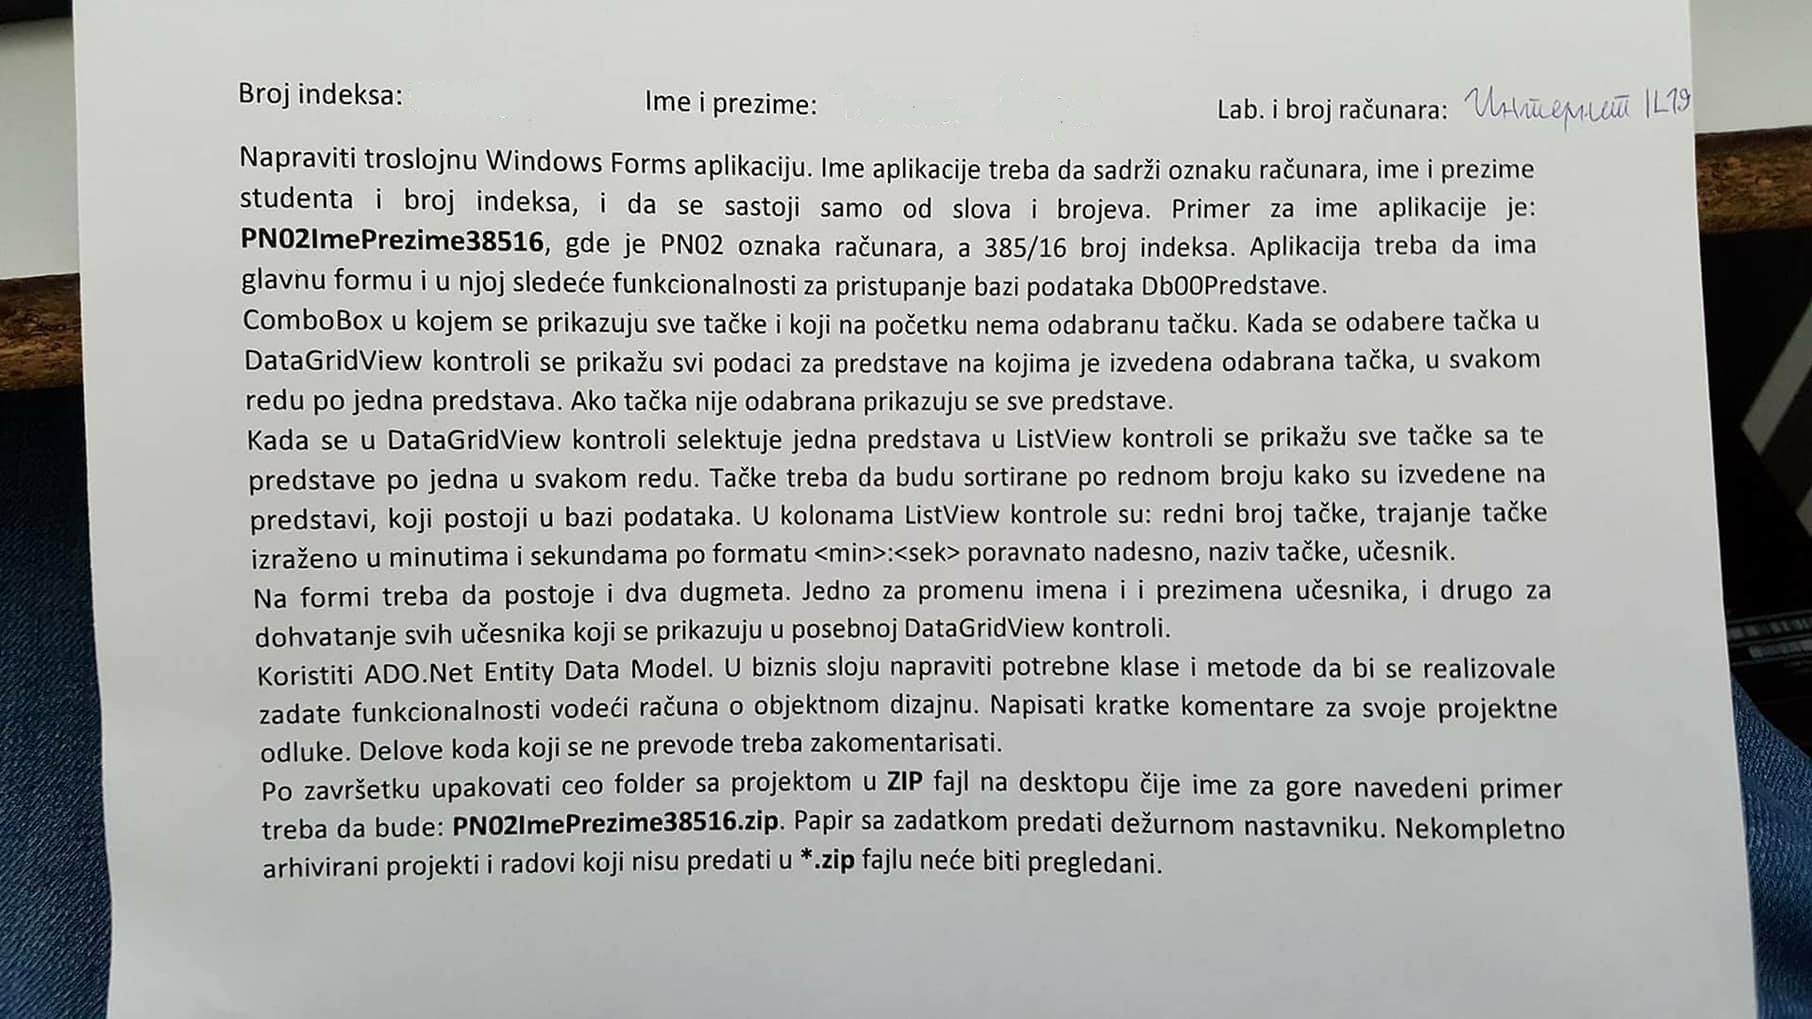 Broj indeksa: Ime i prezime: Lab. i broj računara: Интернет IL19
Napraviti troslojnu Windows Forms aplikaciju. Ime aplikacije treba da sadrži oznaku računara, ime i prezime
studenta i broj indeksa, i da se sastoji samo od slova i brojeva. Primer za ime aplikacije je:
PN02ImePrezime38516, gde je PN02 oznaka računara, a 385/16 broj indeksa. Aplikacija treba da ima
glavnu formu i u njoj sledeće funkcionalnosti za pristupanje bazi podataka Db00Predstave.
ComboBox u kojem se prikazuju sve tačke i koji na početku nema odabranu tačku. Kada se odabere tačka u
DataGridView kontroli se prikažu svi podaci za predstave na kojima je izvedena odabrana tačka, u svakom
redu po jedna predstava. Ako tačka nije odabrana prikazuju se sve predstave.
Kada se u DataGridView kontroli selektuje jedna predstava u ListView kontroli se prikažu sve tačke sa te
predstave po jedna u svakom redu. Tačke treba da budu sortirane po rednom broju kako su izvedene na
predstavi, koji postoji u bazi podataka. U kolonama ListView kontrole su: redni broj tačke, trajanje tačke
izraženo u minutima i sekundama po formatu <min>:<sek> poravnato nadesno, naziv tačke, učesnik.
Na formi treba da postoje i dva dugmeta. Jedno za promenu imena i i prezimena učesnika, i drugo za
dohvatanje svih učesnika koji se prikazuju u posebnoj DataGridView kontroli.
Koristiti ADO.Net Entity Data Model. U biznis sloju napraviti potrebne klase i metode da bi se realizovale
zadate funkcionalnosti vodeći računa o objektnom dizajnu. Napisati kratke komentare za svoje projektne
odluke. Delove koda koji se ne prevode treba zakomentarisati.
Po završetku upakovati ceo folder sa projektom u ZIP fajl na desktopu čije ime za gore navedeni primer
treba da bude: PN02ImePrezime38516.zip. Papir sa zadatkom predati dežurnom nastavniku. Nekompletno
arhivirani projekti i radovi koji nisu predati u *.zip fajlu neće biti pregledani.